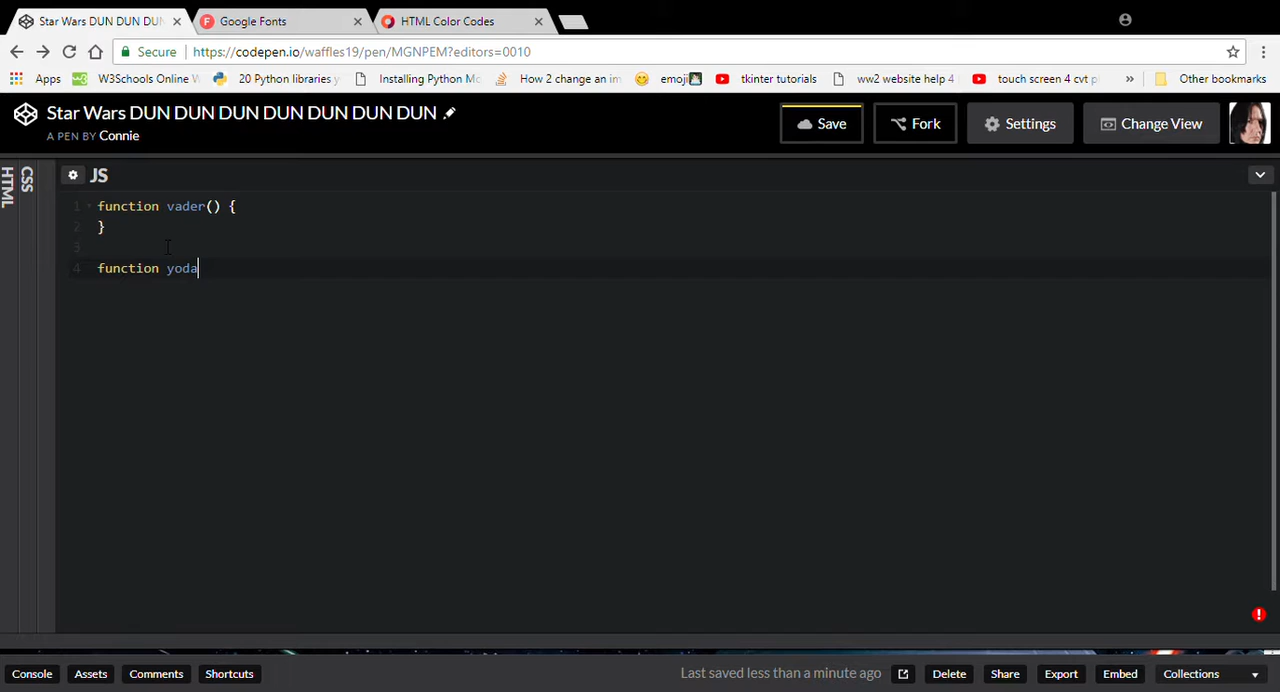 Star Wars DUN DUN DUN
Google Fonts
HTML Color Codes
Secure
https://codepen.io/waffles19/pen/MGNPEM?editors=0010
Apps
W3Schools Online W
20 Python libraries y
Installing Python Mo
How 2 change an im
emoji
tkinter tutorials
ww2 website help 4
touch screen 4 cvt p
»
Other bookmarks
Star Wars DUN DUN DUN DUN DUN DUN DUN
A PEN BY Connie
Save
Fork
Settings
Change View
HTML
CSS
JS
1 function vader() {
2 }
3
4 function yoda
Console
Assets
Comments
Shortcuts
Last saved less than a minute ago
Delete
Share
Export
Embed
Collections